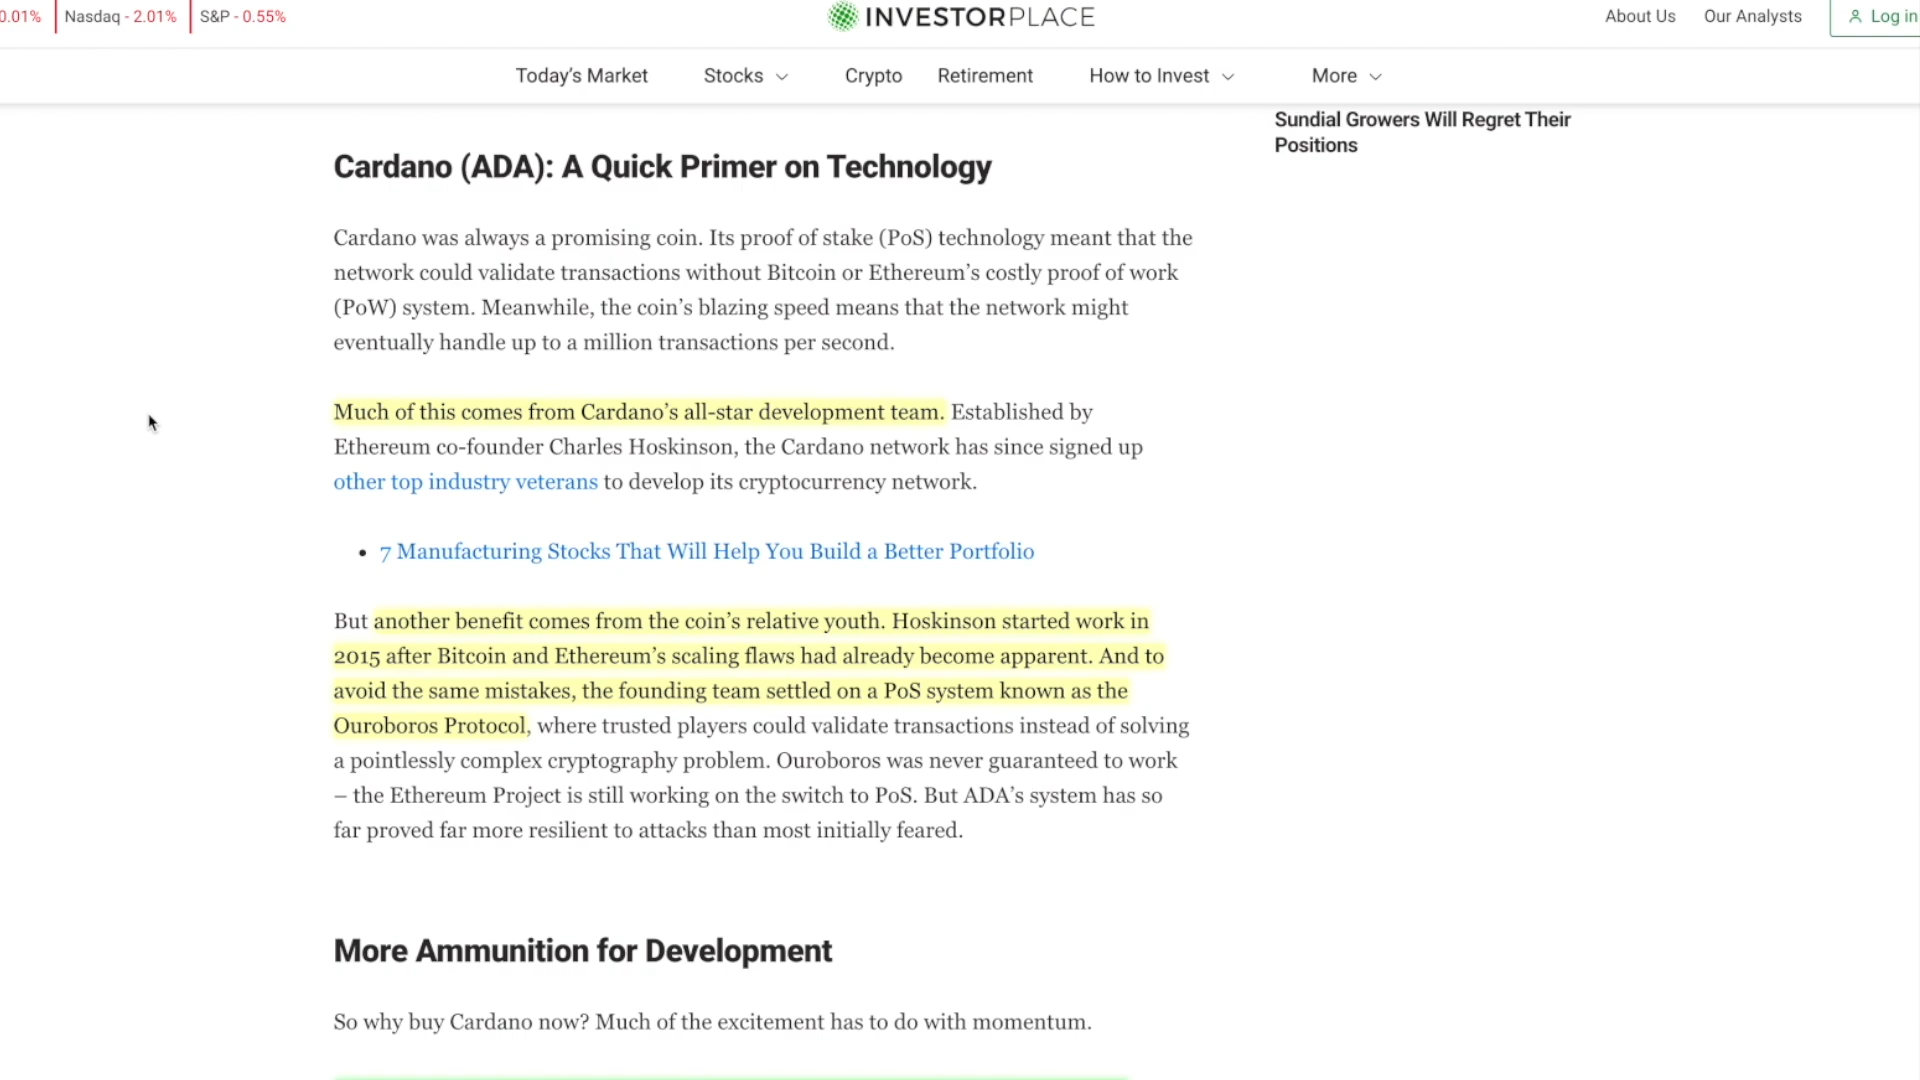 0.01% Nasdaq - 2.01% S&P - 0.55%
INVESTORPLACE
About Us Our Analysts Log in
Today's Market Stocks Crypto Retirement How to Invest More
Sundial Growers Will Regret Their
Positions
Cardano (ADA): A Quick Primer on Technology
Cardano was always a promising coin. Its proof of stake (PoS) technology meant that the
network could validate transactions without Bitcoin or Ethereum’s costly proof of work
(PoW) system. Meanwhile, the coin’s blazing speed means that the network might
eventually handle up to a million transactions per second.
Much of this comes from Cardano’s all-star development team. Established by
Ethereum co-founder Charles Hoskinson, the Cardano network has since signed up
other top industry veterans to develop its cryptocurrency network.
• 7 Manufacturing Stocks That Will Help You Build a Better Portfolio
But another benefit comes from the coin’s relative youth. Hoskinson started work in
2015 after Bitcoin and Ethereum’s scaling flaws had already become apparent. And to
avoid the same mistakes, the founding team settled on a PoS system known as the
Ouroboros Protocol, where trusted players could validate transactions instead of solving
a pointlessly complex cryptography problem. Ouroboros was never guaranteed to work
– the Ethereum Project is still working on the switch to PoS. But ADA’s system has so
far proved far more resilient to attacks than most initially feared.
More Ammunition for Development
So why buy Cardano now? Much of the excitement has to do with momentum.